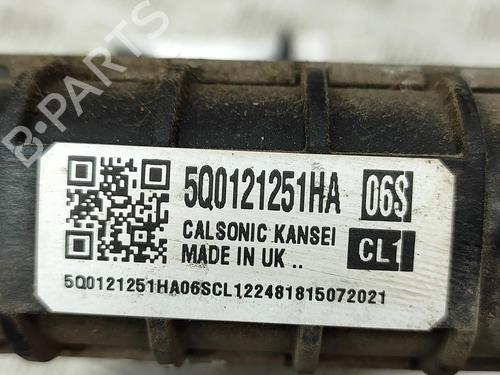 B-PARTS
5Q0121251HA 06S
CALSONIC KANSEI
MADE IN UK .. CL1
5Q0121251HA06SCL122481815072021